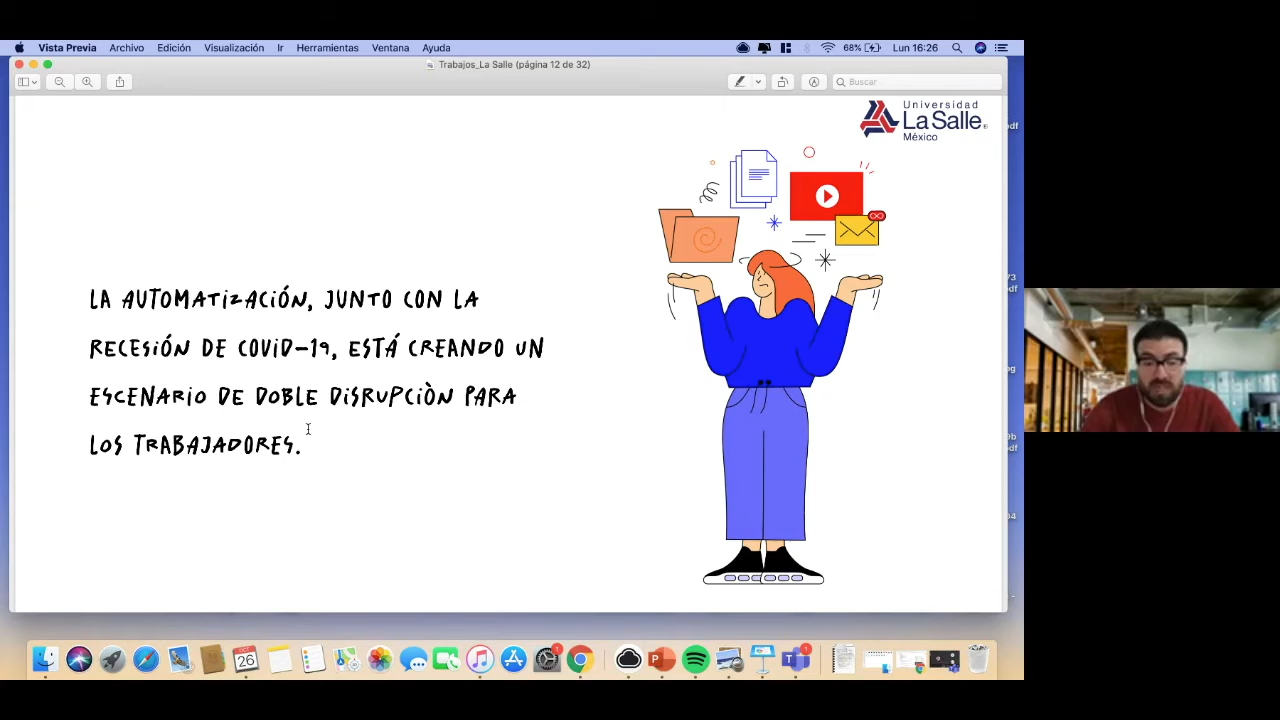 Vista Previa Archivo Edición Visualización Ir Herramientas Ventana Ayuda 68% Lun 16:26
Trabajos_La Salle (página 12 de 32)
Buscar
Universidad
La Salle
México
LA AUTOMATIZACIÓN, JUNTO CON LA
RECESIÓN DE COVID-19, ESTÁ CREANDO UN
ESCENARIO DE DOBLE DISRUPCIÒN PARA
LOS TRABAJADORES.
OCT
26